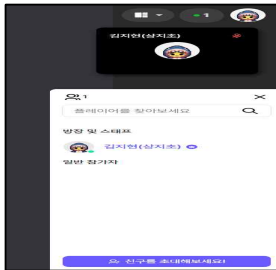 1
김지현(상지초)
1
플레이어를 찾아보세요
방장 및 스태프
김지현(상지초)
일반 참가자
친구를 초대해보세요!